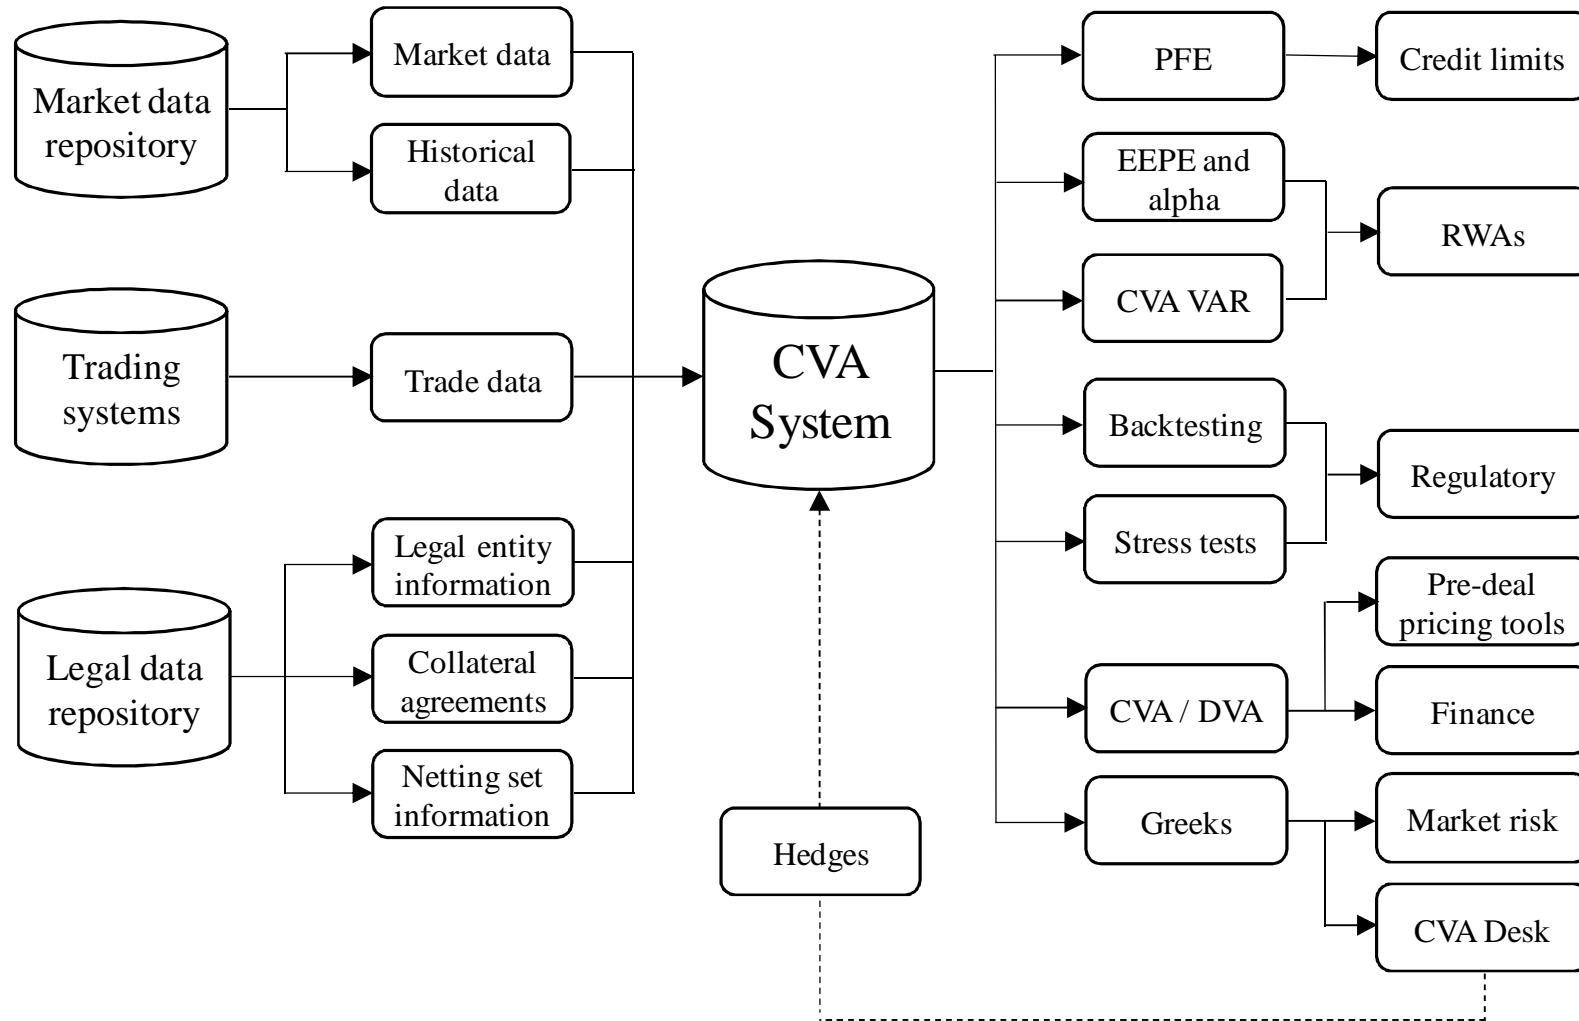 Market data
repository
Trading
systems
Legal data
repository
Market data
Historical
data
Trade data
Legal entity
information
Collateral
agreements
Netting set
information
CVA
System
Hedges
PFE
EEPE and
alpha
CVA VAR
Backtesting
Stress tests
CVA / DVA
Greeks
Credit limits
RWAs
Regulatory
Pre-deal
pricing tools
Finance
Market risk
CVA Desk